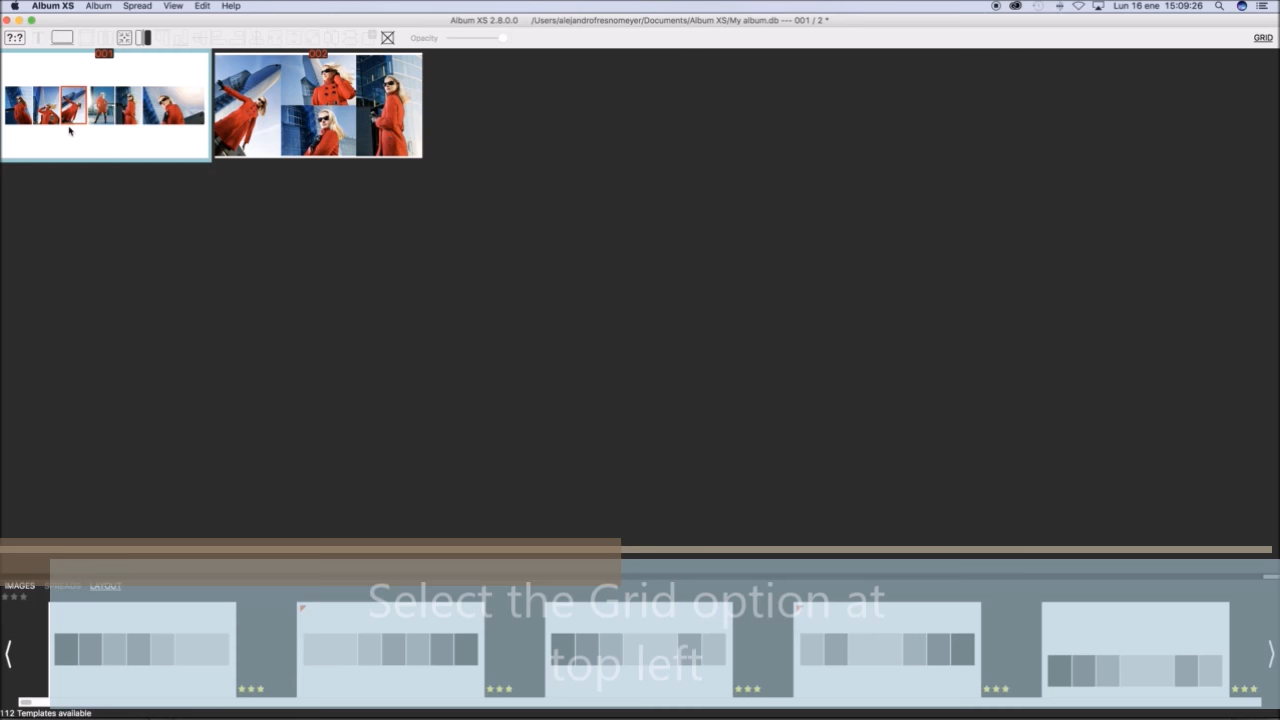 Album XS Album Spread View Edit Help Lun 16 ene 15:09:26
Album XS 2.8.0.0 /Users/alejandrofresnomeyer/Documents/Album XS/My album.db --- 001 / 2 *
?:? T Opacity GRID
001 002
IMAGES SPREADS LAYOUT
Select the Grid option at
top left
112 Templates available